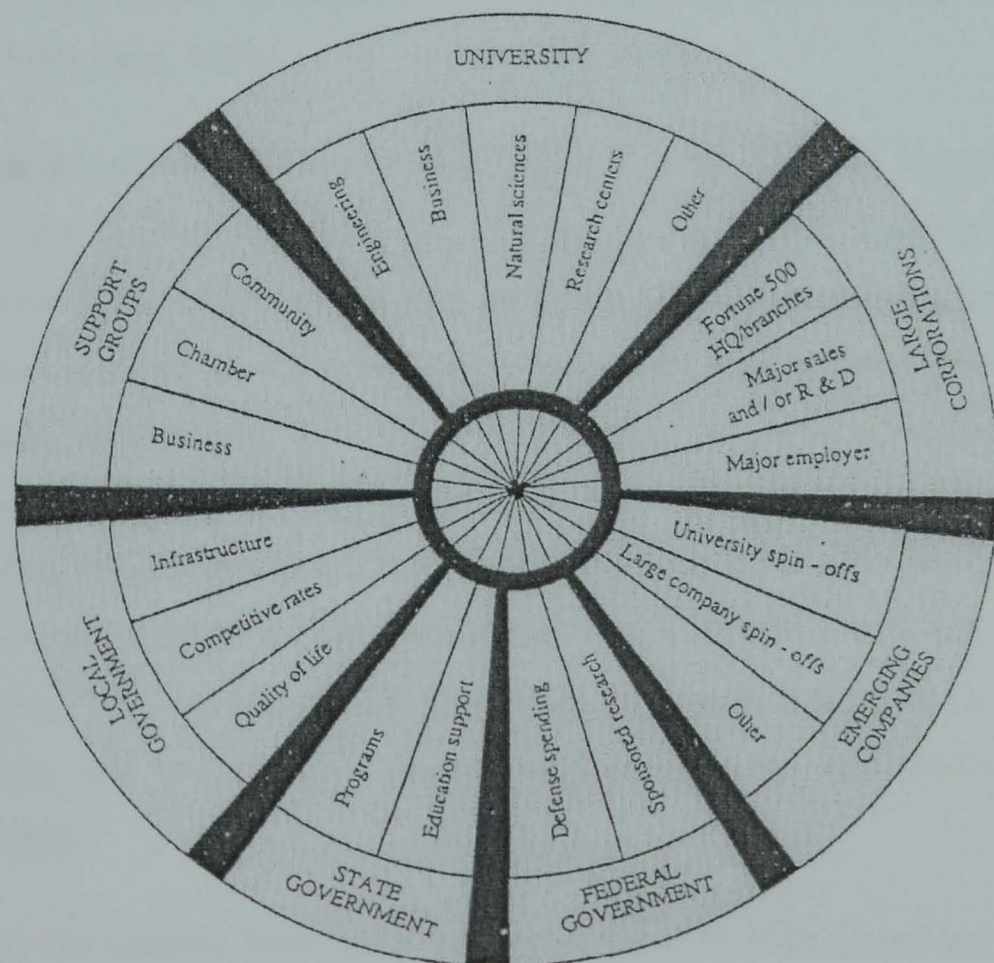 UNIVERSITY
Engineering
Business
Natural sciences
Research centers
Other
LARGE
CORPORATIONS
Fortune 500
HQ/branches
Major sales
and / or R & D
Major employer
EMERGING
COMPANIES
University spin - offs
Large company spin - offs
Other
FEDERAL
GOVERNMENT
Sponsored research
Defense spending
STATE
GOVERNMENT
Education support
Programs
LOCAL
GOVERNMENT
Quality of life
Competitive rates
Infrastructure
SUPPORT
GROUPS
Business
Chamber
Community